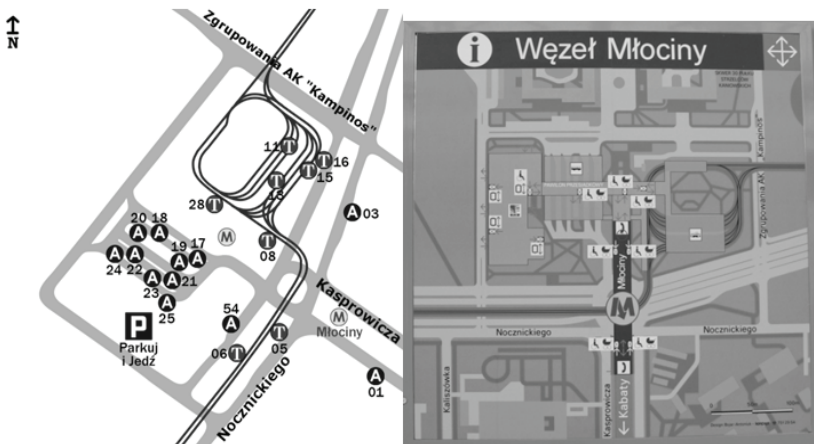 N
Zgrupowania AK "Kampinos"
11
16
15
13
28
03
20 18
08
24 22 19 17
23 21
25
54
P
Parkuj
i Jedź
06
05
Kasprowicza
Młociny
Nocznickiego
01
i Węzeł Młociny
Zgrupowania AK Kampinos
Młociny
Nocznickiego
Nocznickiego
Kaliszówka
Kasprowicza
← Kabaty